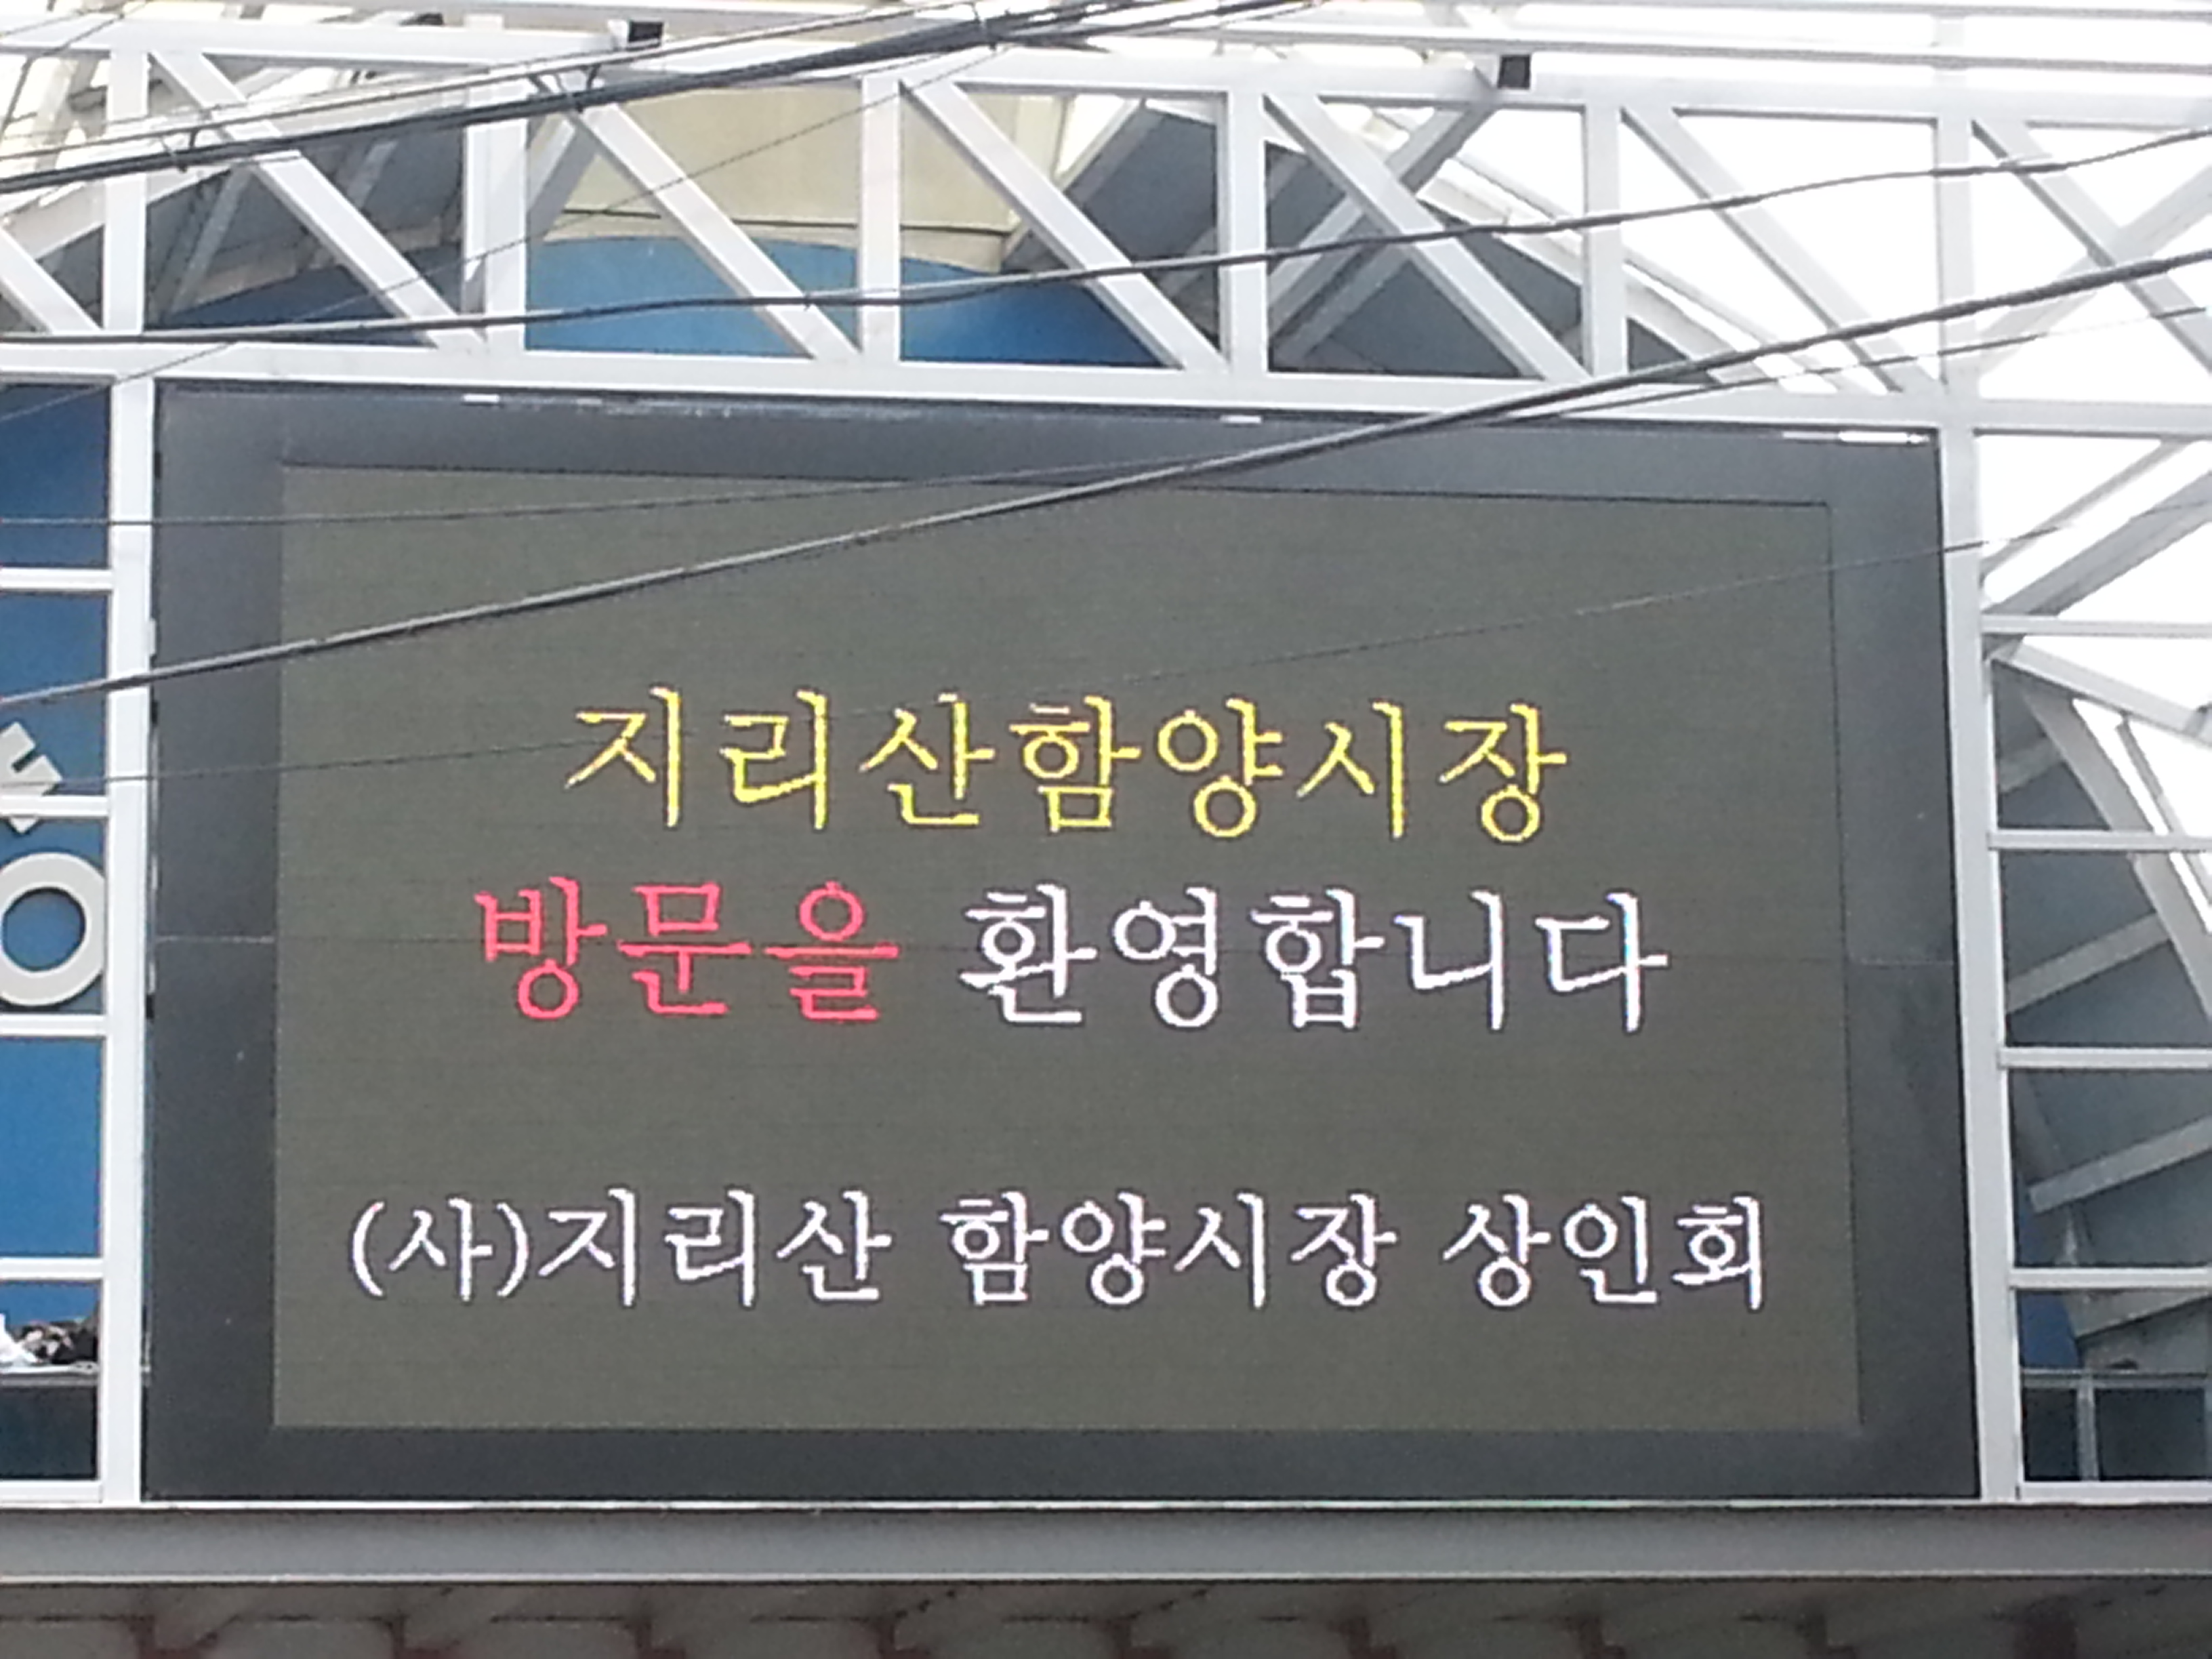 지리산함양시장
방문을 환영합니다
(사)지리산 함양시장 상인회